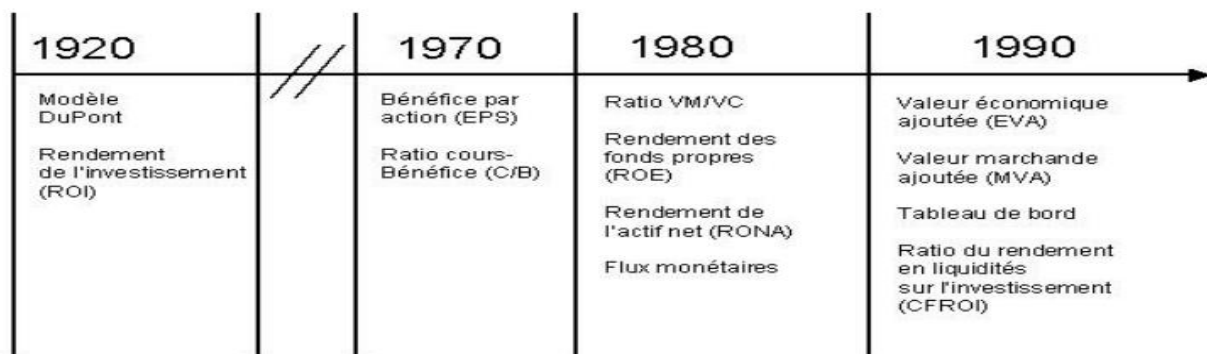 1920
Modèle
DuPont
Rendement
de l'investissement
(ROI)
1970
Bénéfice par
action (EPS)
Ratio cours-
Bénéfice (C/B)
1980
Ratio VM/VC
Rendement des
fonds propres
(ROE)
Rendement de
l'actif net (RONA)
Flux monétaires
1990
Valeur économique
ajoutée (EVA)
Valeur marchande
ajoutée (MVA)
Tableau de bord
Ratio du rendement
en liquidités
sur l'investissement
(CFROI)